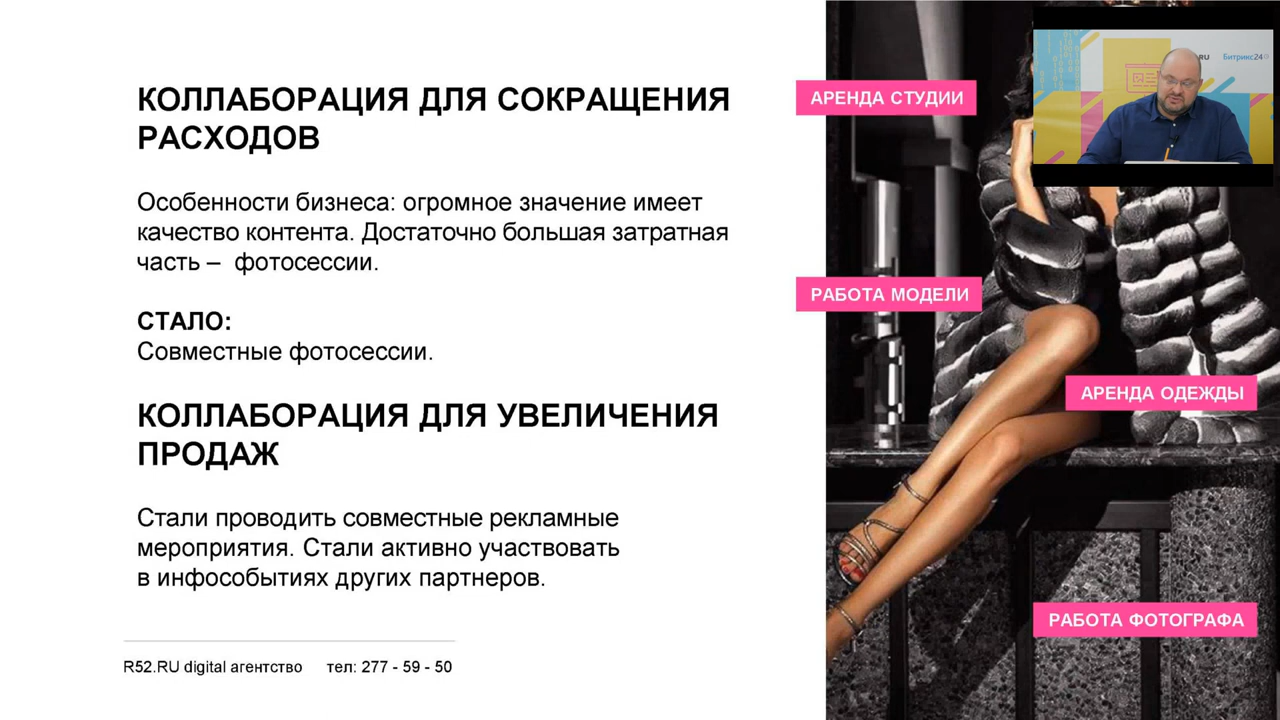 КОЛЛАБОРАЦИЯ ДЛЯ СОКРАЩЕНИЯ
РАСХОДОВ
Особенности бизнеса: огромное значение имеет
качество контента. Достаточно большая затратная
часть – фотосессии.
СТАЛО:
Совместные фотосессии.
КОЛЛАБОРАЦИЯ ДЛЯ УВЕЛИЧЕНИЯ
ПРОДАЖ
Стали проводить совместные рекламные
мероприятия. Стали активно участвовать
в инфособытиях других партнеров.
R52.RU digital агентство тел: 277 - 59 - 50
АРЕНДА СТУДИИ
РАБОТА МОДЕЛИ
АРЕНДА ОДЕЖДЫ
РАБОТА ФОТОГРАФА
RU Битрикс24